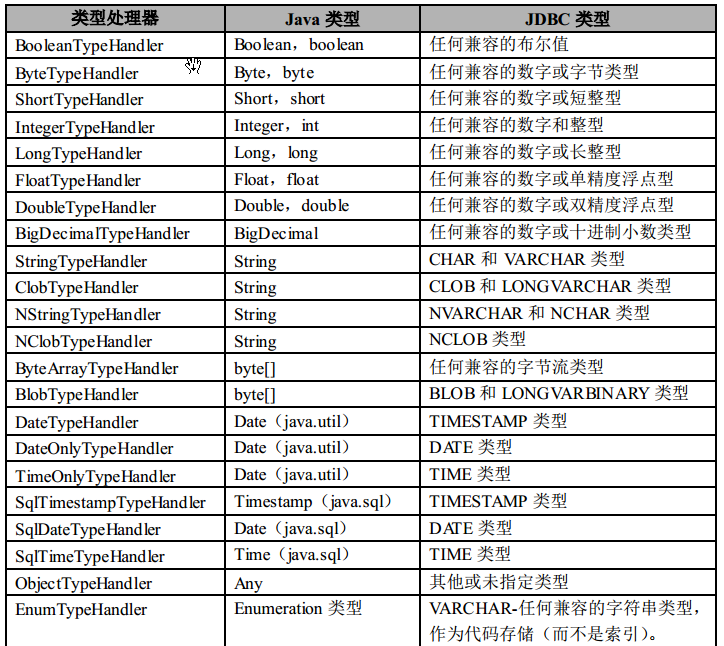 类型处理器 Java 类型 JDBC 类型
BooleanTypeHandler Boolean，boolean 任何兼容的布尔值
ByteTypeHandler Byte，byte 任何兼容的数字或字节类型
ShortTypeHandler Short，short 任何兼容的数字或短整型
IntegerTypeHandler Integer，int 任何兼容的数字和整型
LongTypeHandler Long，long 任何兼容的数字或长整型
FloatTypeHandler Float，float 任何兼容的数字或单精度浮点型
DoubleTypeHandler Double，double 任何兼容的数字或双精度浮点型
BigDecimalTypeHandler BigDecimal 任何兼容的数字或十进制小数类型
StringTypeHandler String CHAR 和 VARCHAR 类型
ClobTypeHandler String CLOB 和 LONGVARCHAR 类型
NStringTypeHandler String NVARCHAR 和 NCHAR 类型
NClobTypeHandler String NCLOB 类型
ByteArrayTypeHandler byte[] 任何兼容的字节流类型
BlobTypeHandler byte[] BLOB 和 LONGVARBINARY 类型
DateTypeHandler Date（java.util） TIMESTAMP 类型
DateOnlyTypeHandler Date（java.util） DATE 类型
TimeOnlyTypeHandler Date（java.util） TIME 类型
SqlTimestampTypeHandler Timestamp（java.sql） TIMESTAMP 类型
SqlDateTypeHandler Date（java.sql） DATE 类型
SqlTimeTypeHandler Time（java.sql） TIME 类型
ObjectTypeHandler Any 其他或未指定类型
EnumTypeHandler Enumeration 类型 VARCHAR-任何兼容的字符串类型，
作为代码存储（而不是索引）。